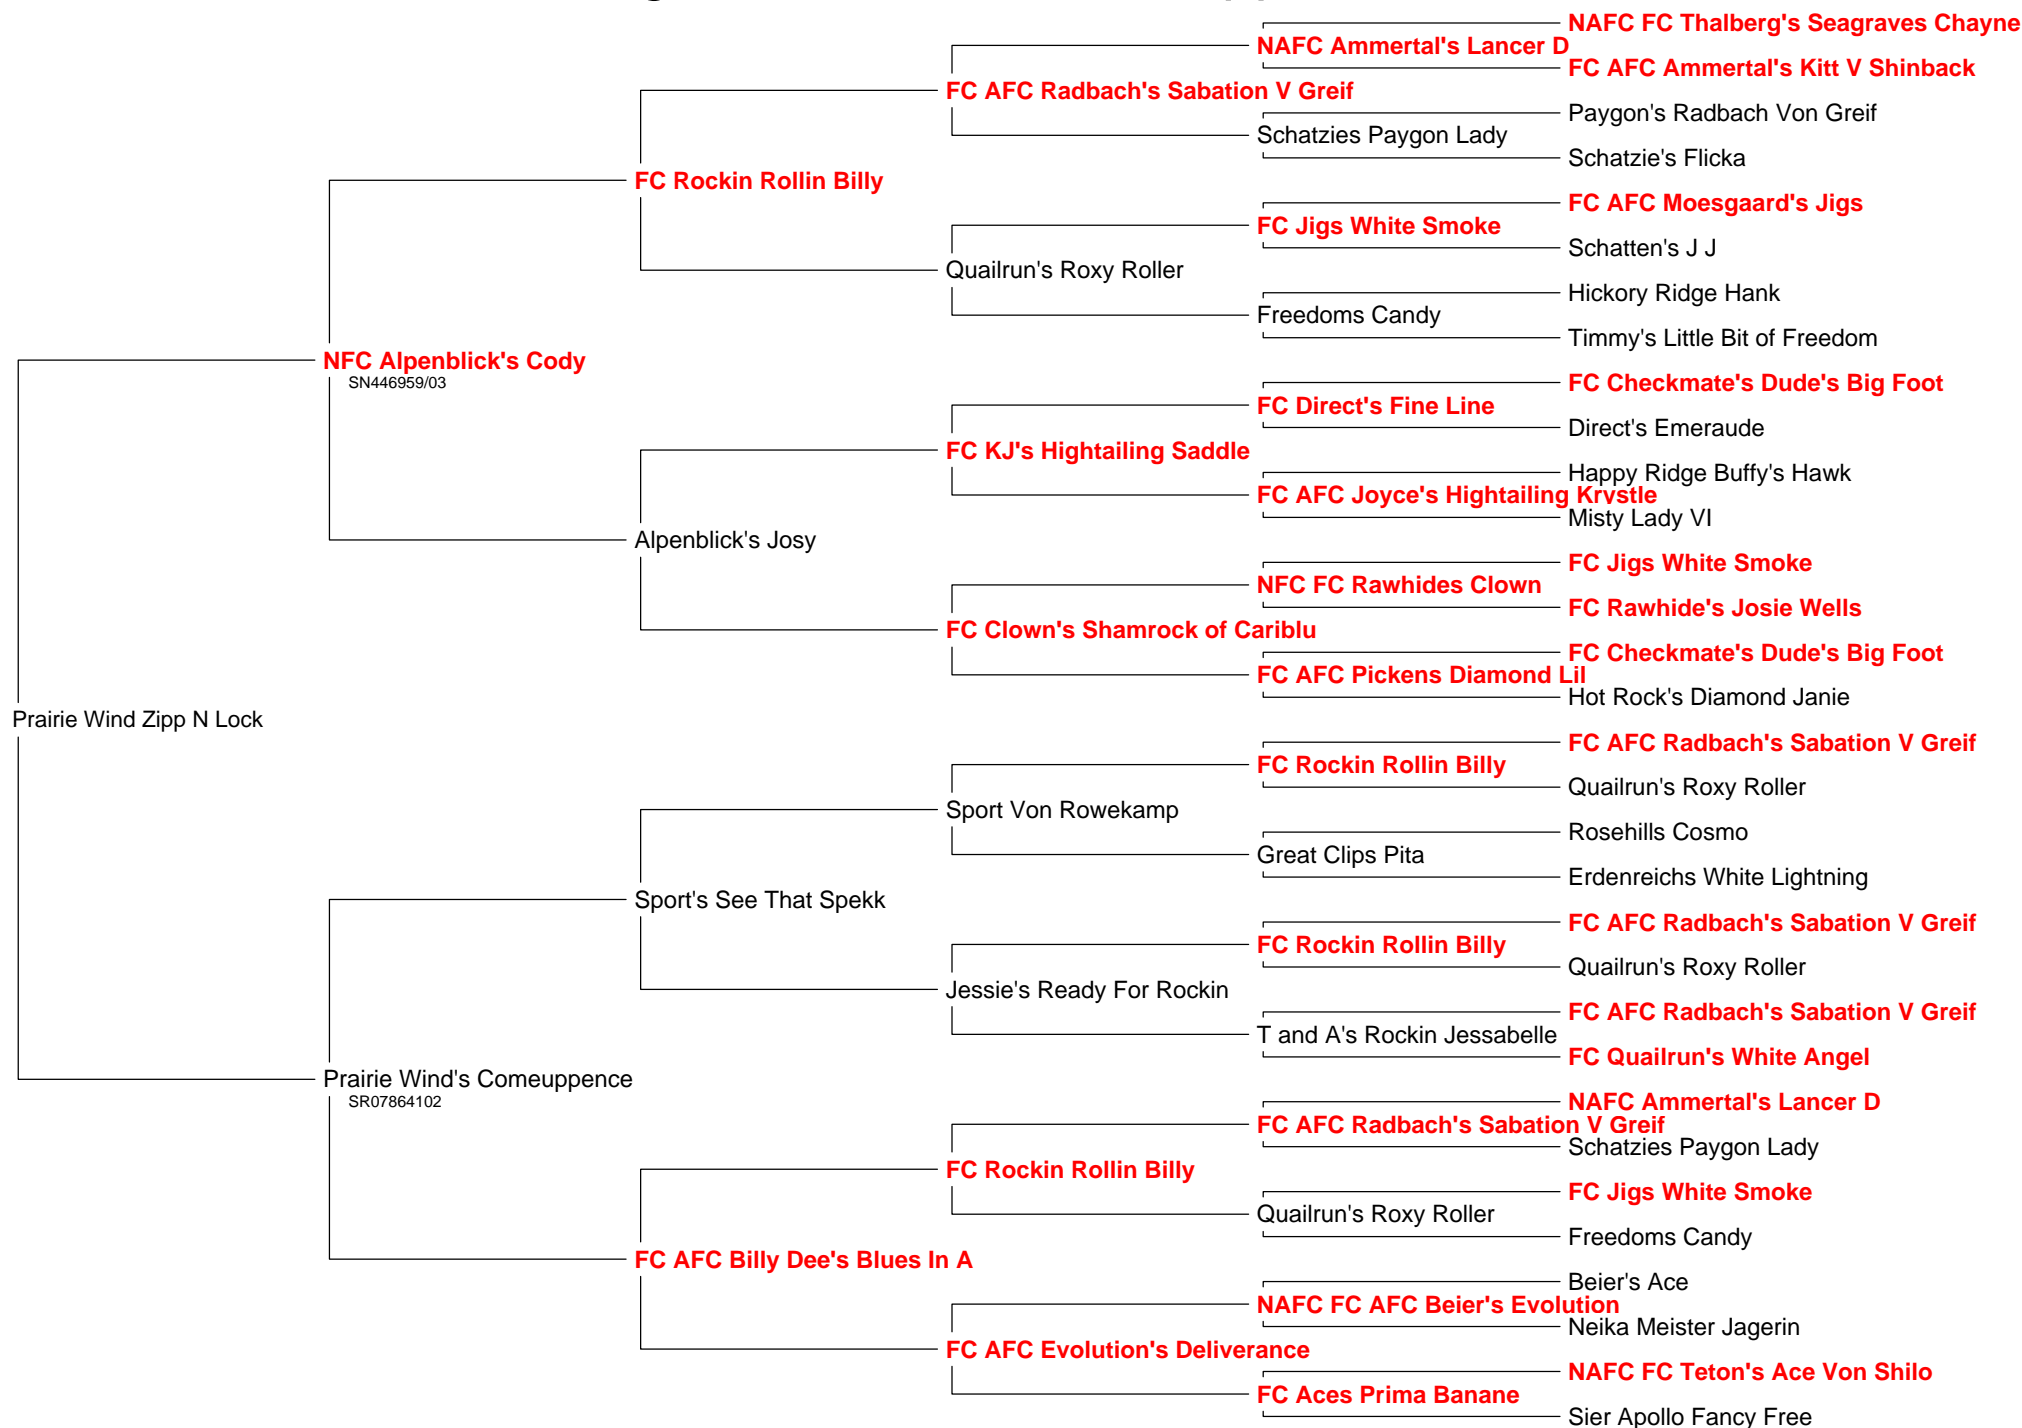 NAFC FC Thalberg's Seagraves Chayne
NAFC Ammertal's Lancer D
FC AFC Ammertal's Kitt V Shinback
FC AFC Radbach's Sabation V Greif
Paygon's Radbach Von Greif
Schatzies Paygon Lady
Schatzie's Flicka
FC Rockin Rollin Billy
FC AFC Moesgaard's Jigs
FC Jigs White Smoke
Schatten's J J
Quailrun's Roxy Roller
Hickory Ridge Hank
Freedoms Candy
Timmy's Little Bit of Freedom
NFC Alpenblick's Cody
SN446959/03
FC Checkmate's Dude's Big Foot
FC Direct's Fine Line
Direct's Emeraude
FC KJ's Hightailing Saddle
Happy Ridge Buffy's Hawk
FC AFC Joyce's Hightailing Krystle
Misty Lady VI
Alpenblick's Josy
FC Jigs White Smoke
NFC FC Rawhides Clown
FC Rawhide's Josie Wells
FC Clown's Shamrock of Cariblu
FC Checkmate's Dude's Big Foot
FC AFC Pickens Diamond Lil
Hot Rock's Diamond Janie
Prairie Wind Zipp N Lock
FC AFC Radbach's Sabation V Greif
FC Rockin Rollin Billy
Quailrun's Roxy Roller
Sport Von Rowekamp
Rosehills Cosmo
Great Clips Pita
Erdenreichs White Lightning
Sport's See That Spekk
FC AFC Radbach's Sabation V Greif
FC Rockin Rollin Billy
Quailrun's Roxy Roller
Jessie's Ready For Rockin
FC AFC Radbach's Sabation V Greif
T and A's Rockin Jessabelle
FC Quailrun's White Angel
Prairie Wind's Comeuppence
SR07864102
NAFC Ammertal's Lancer D
FC AFC Radbach's Sabation V Greif
Schatzies Paygon Lady
FC Rockin Rollin Billy
FC Jigs White Smoke
Quailrun's Roxy Roller
Freedoms Candy
FC AFC Billy Dee's Blues In A
Beier's Ace
NAFC FC AFC Beier's Evolution
Neika Meister Jagerin
FC AFC Evolution's Deliverance
NAFC FC Teton's Ace Von Shilo
FC Aces Prima Banane
Sier Apollo Fancy Free